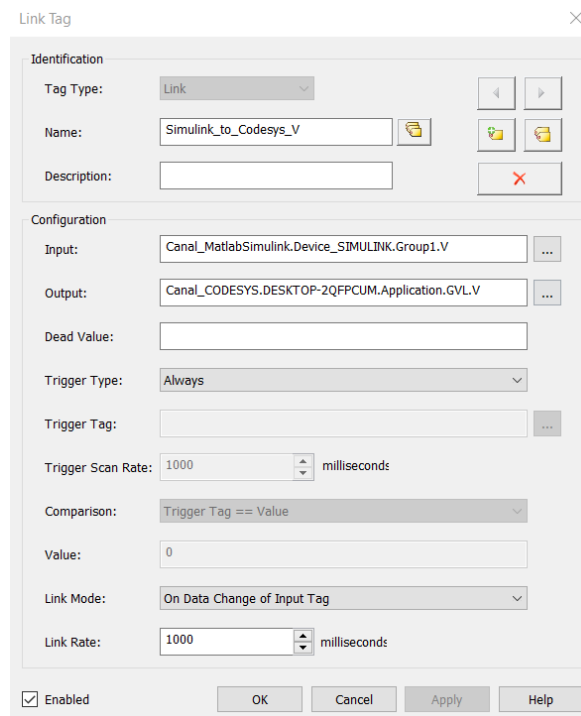 Link Tag
Identification
Tag Type: Link
Name: Simulink_to_Codesys_V
Description:
Configuration
Input: Canal_MatlabSimulink.Device_SIMULINK.Group1.V ...
Output: Canal_CODESYS.DESKTOP-2QFPCUM.Application.GVL.V ...
Dead Value:
Trigger Type: Always
Trigger Tag: ...
Trigger Scan Rate: 1000 milliseconds
Comparison: Trigger Tag == Value
Value: 0
Link Mode: On Data Change of Input Tag
Link Rate: 1000 milliseconds
Enabled OK Cancel Apply Help